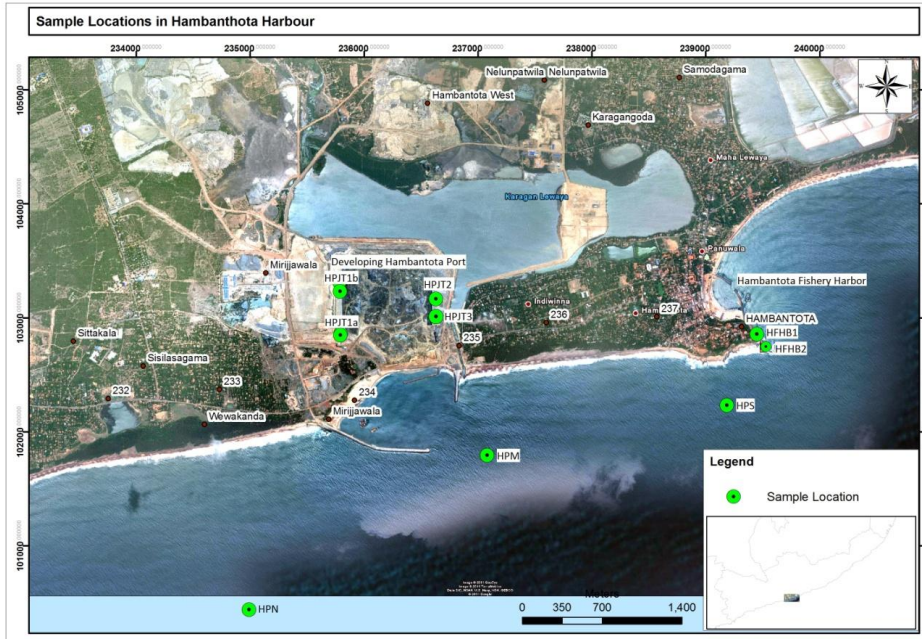 Sample Locations in Hambanthota Harbour
234000
235000
236000
237000
238000
239000
240000
105000
104000
103000
102000
101000
Nelunpatwila Nelunpatwila
Samodagama
Hambantota West
Karagangoda
Maha Lewaya
Karagan Lewaya
Panuwala
Mirijjawala
Developing Hambantota Port
HPJT1b
HPJT2
Hambantota Fishery Harbor
HPJT3
Indiwinna
236
237
HAMBANTOTA
HPJT1a
HFHB1
Sittakala
235
HFHB2
Sisilasagama
232
233
234
HPS
Wewakanda
Mirijjawala
HPM
Legend
Sample Location
HPN
Meters
0 350 700 1,400